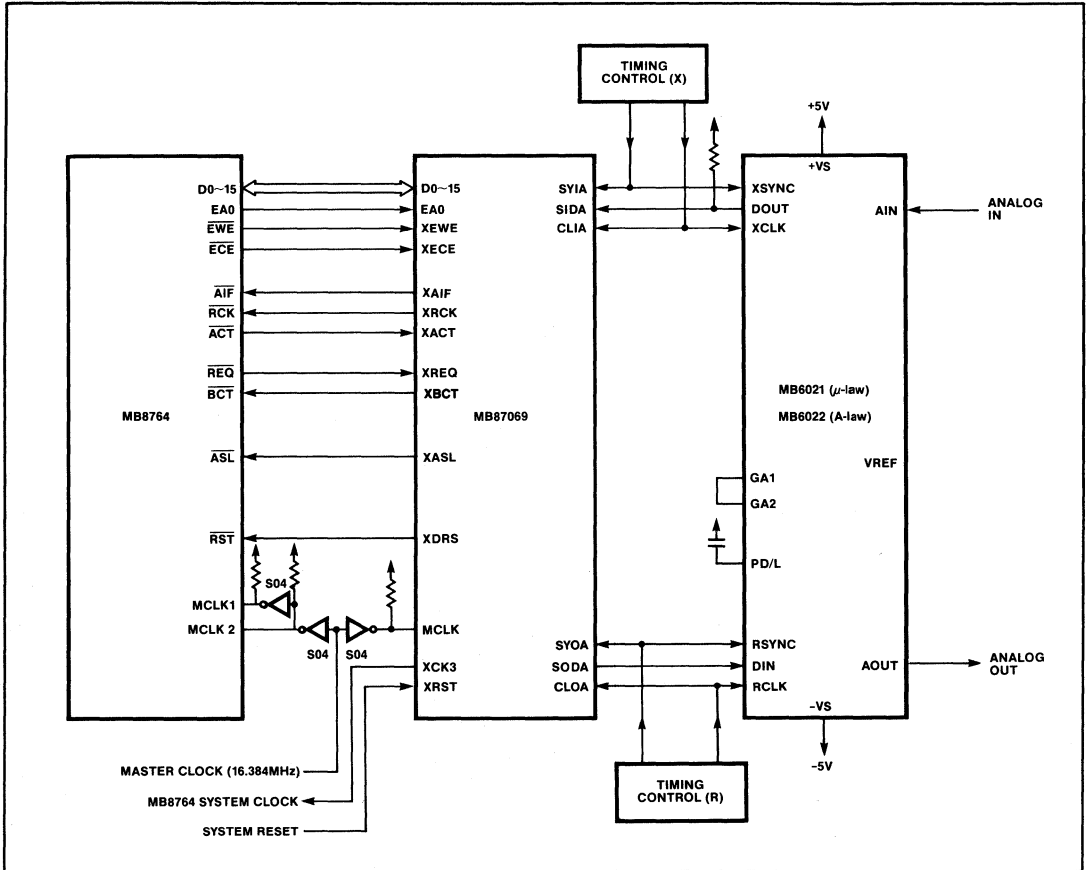 TIMING
CONTROL (X)
+5V
+VS
D0~15
EA0
EWE
ECE
AIF
RCK
ACT
REQ
BCT
MB8764
ASL
RST
S04
MCLK1
MCLK 2
S04
S04
D0~15
EA0
XEWE
XECE
XAIF
XRCK
XACT
XREQ
XBCT
MB87069
XASL
XDRS
MCLK
XCK3
XRST
SYIA
SIDA
CLIA
SYOA
SODA
CLOA
XSYNC
DOUT
XCLK
AIN
ANALOG
IN
MB6021 (μ-law)
MB6022 (A-law)
VREF
GA1
GA2
PD/L
RSYNC
DIN
RCLK
AOUT
ANALOG
OUT
-VS
-5V
MASTER CLOCK (16.384MHz)
MB8764 SYSTEM CLOCK
SYSTEM RESET
TIMING
CONTROL (R)